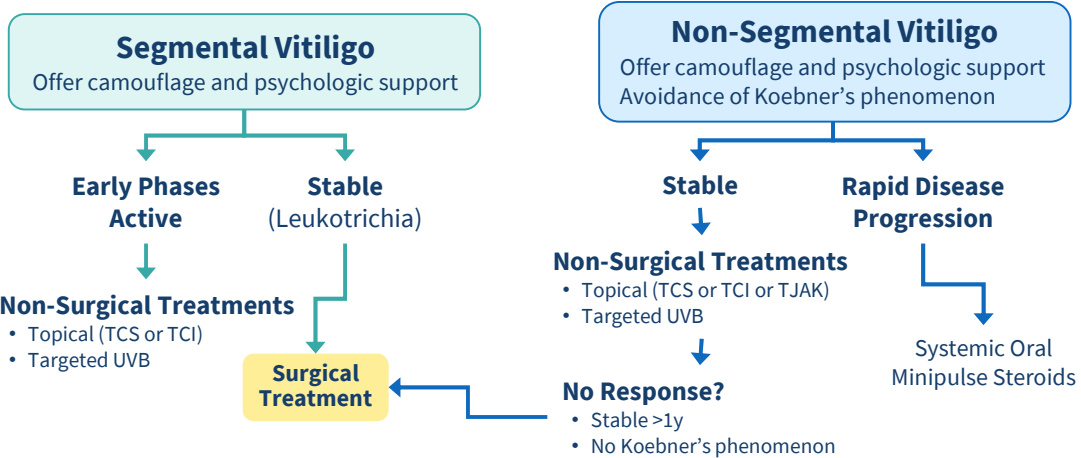 Segmental Vitiligo
Offer camouflage and psychologic support
Early Phases
Active
Stable
(Leukotrichia)
Non-Surgical Treatments
• Topical (TCS or TCI)
• Targeted UVB
Surgical
Treatment
Non-Segmental Vitiligo
Offer camouflage and psychologic support
Avoidance of Koebner’s phenomenon
Stable
Rapid Disease
Progression
Non-Surgical Treatments
• Topical (TCS or TCI or TJAK)
• Targeted UVB
No Response?
• Stable >1y
• No Koebner’s phenomenon
Systemic Oral
Minipulse Steroids